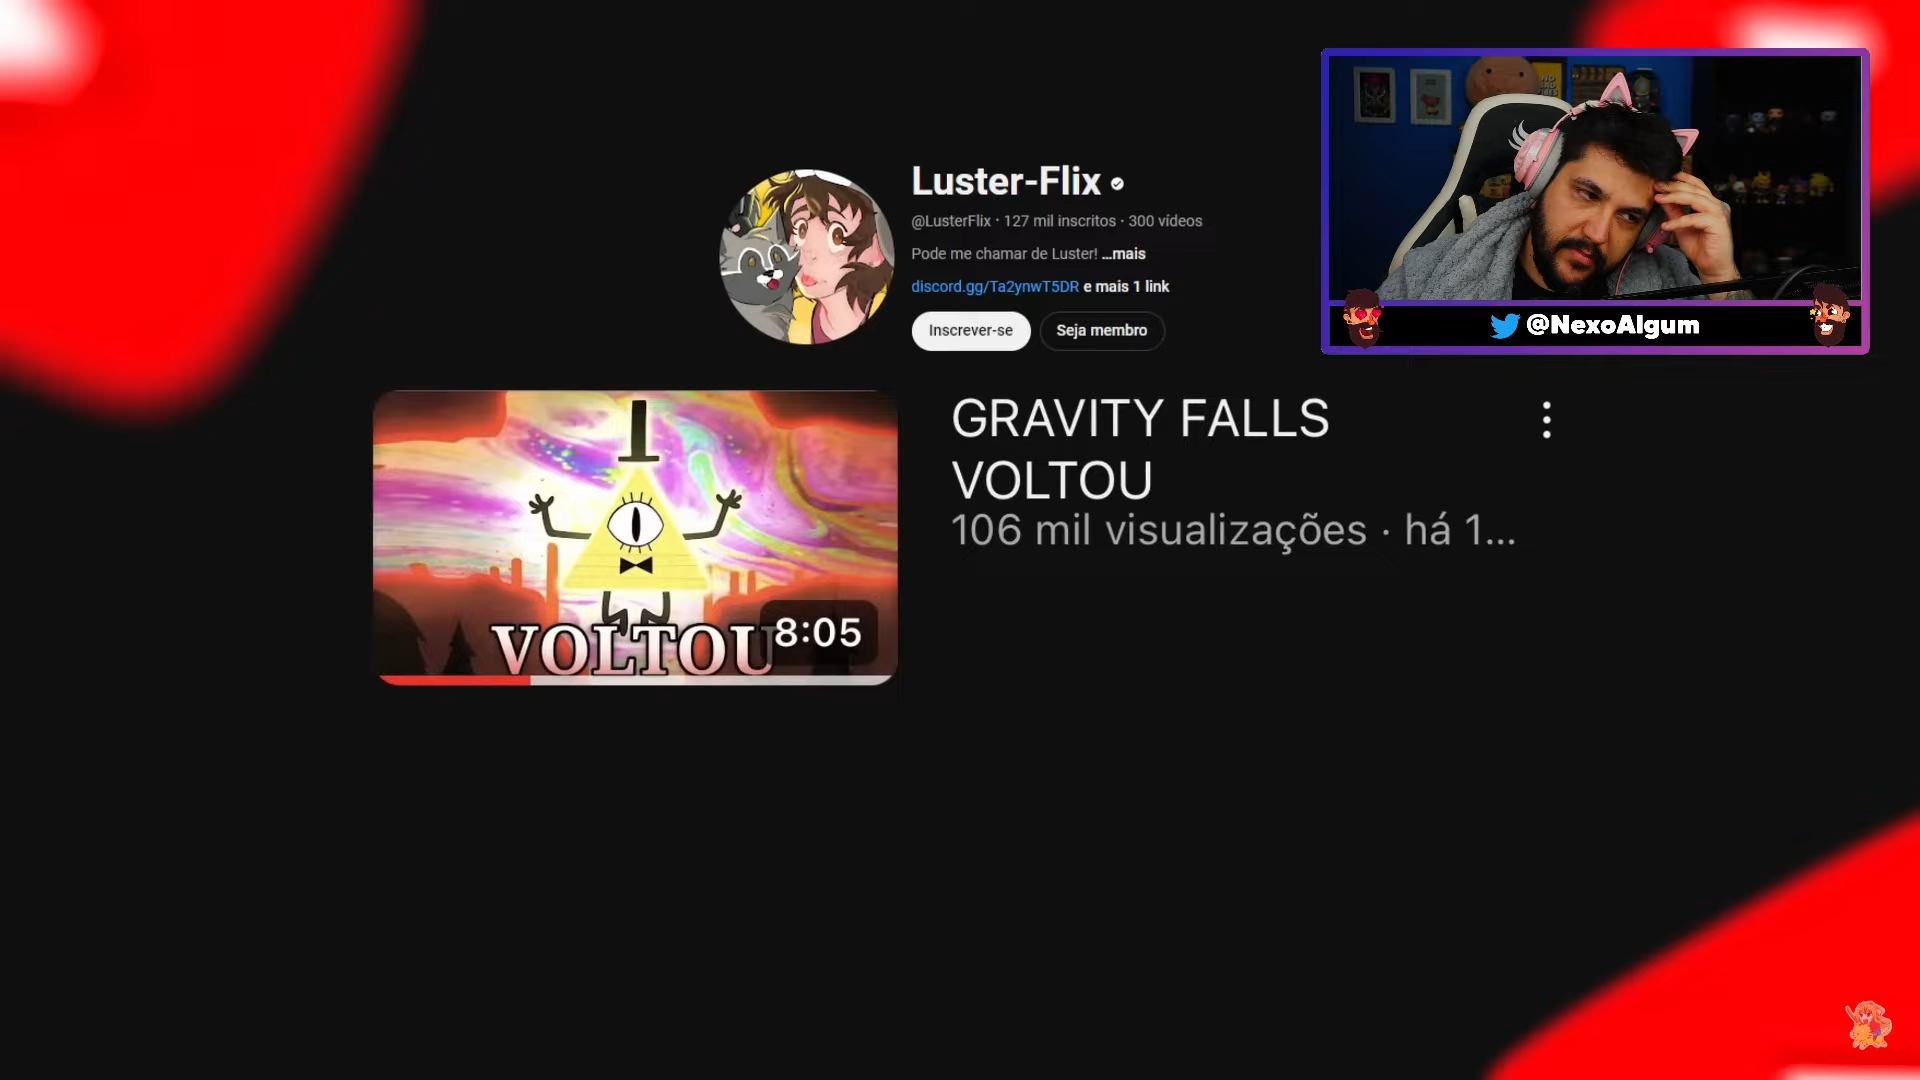 Luster-Flix
@LusterFlix · 127 mil inscritos · 300 vídeos
Pode me chamar de Luster! ...mais
discord.gg/Ta2ynwT5DR e mais 1 link
Inscrever-se
Seja membro
@NexoAlgum
GRAVITY FALLS
VOLTOU
106 mil visualizações · há 1...
VOLTOU
8:05